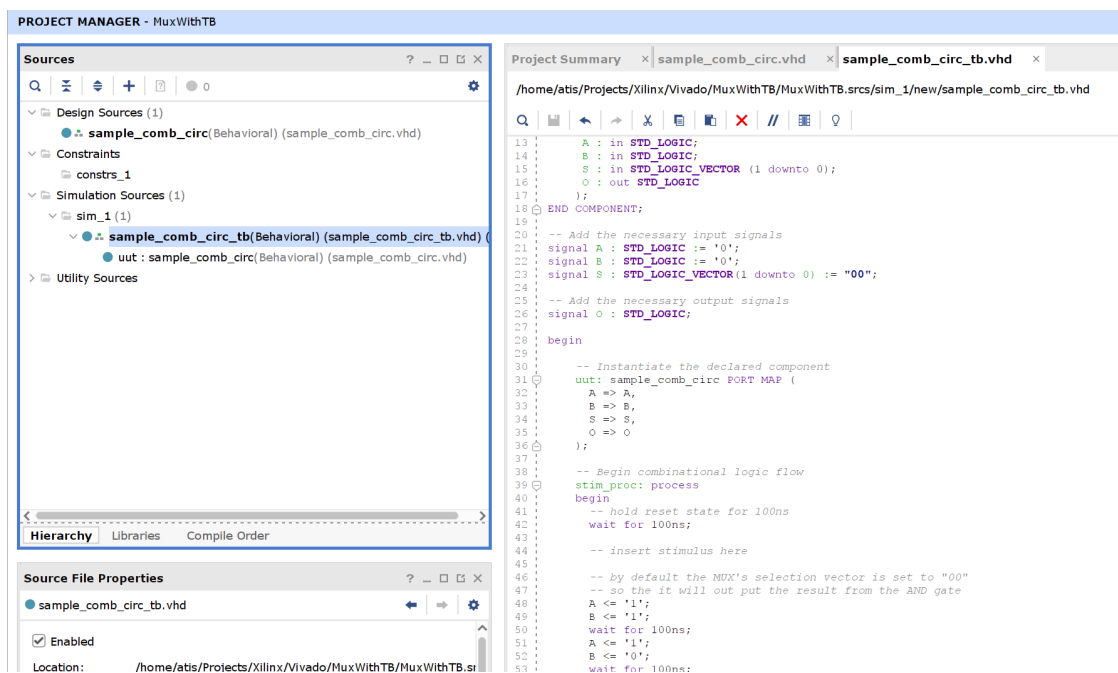 PROJECT MANAGER - MuxWithTB
Sources
0
Design Sources (1)
sample_comb_circ(Behavioral) (sample_comb_circ.vhd)
Constraints
constrs_1
Simulation Sources (1)
sim_1 (1)
sample_comb_circ_tb(Behavioral) (sample_comb_circ_tb.vhd) (
uut : sample_comb_circ(Behavioral) (sample_comb_circ.vhd)
Utility Sources
Hierarchy Libraries Compile Order
Source File Properties
sample_comb_circ_tb.vhd
Enabled
Location: /home/atis/Projects/Xilinx/Vivado/MuxWithTB/MuxWithTB.sr
Project Summary × sample_comb_circ.vhd × sample_comb_circ_tb.vhd ×
/home/atis/Projects/Xilinx/Vivado/MuxWithTB/MuxWithTB.srcs/sim_1/new/sample_comb_circ_tb.vhd
13 A : in STD_LOGIC;
14 B : in STD_LOGIC;
15 S : in STD_LOGIC_VECTOR (1 downto 0);
16 O : out STD_LOGIC
17 );
18 END COMPONENT;
19
20 -- Add the necessary input signals
21 signal A : STD_LOGIC := '0';
22 signal B : STD_LOGIC := '0';
23 signal S : STD_LOGIC_VECTOR(1 downto 0) := "00";
24
25 -- Add the necessary output signals
26 signal O : STD_LOGIC;
27
28 begin
29
30 -- Instantiate the declared component
31 uut: sample_comb_circ PORT MAP (
32 A => A,
33 B => B,
34 S => S,
35 O => O
36 );
37
38 -- Begin combinational logic flow
39 stim_proc: process
40 begin
41 -- hold reset state for 100ns
42 wait for 100ns;
43
44 -- insert stimulus here
45
46 -- by default the MUX's selection vector is set to "00"
47 -- so the it will out put the result from the AND gate
48 A <= '1';
49 B <= '1';
50 wait for 100ns;
51 A <= '1';
52 B <= '0';
53 wait for 100ns;